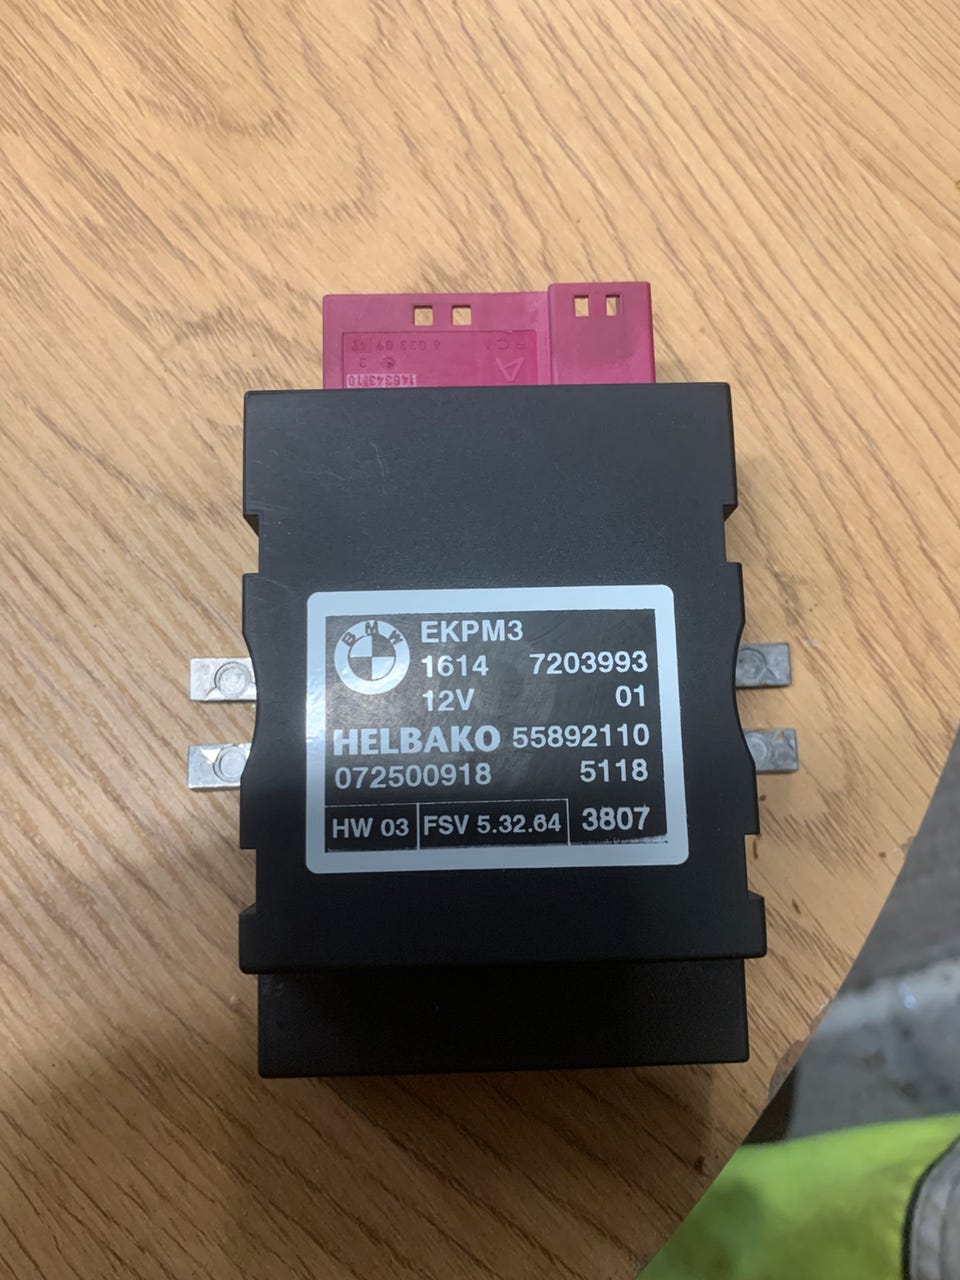 BMW
EKPM3
1614 7203993
12V 01
HELBAKO 55892110
072500918 5118
HW 03 FSV 5.32.64 3807